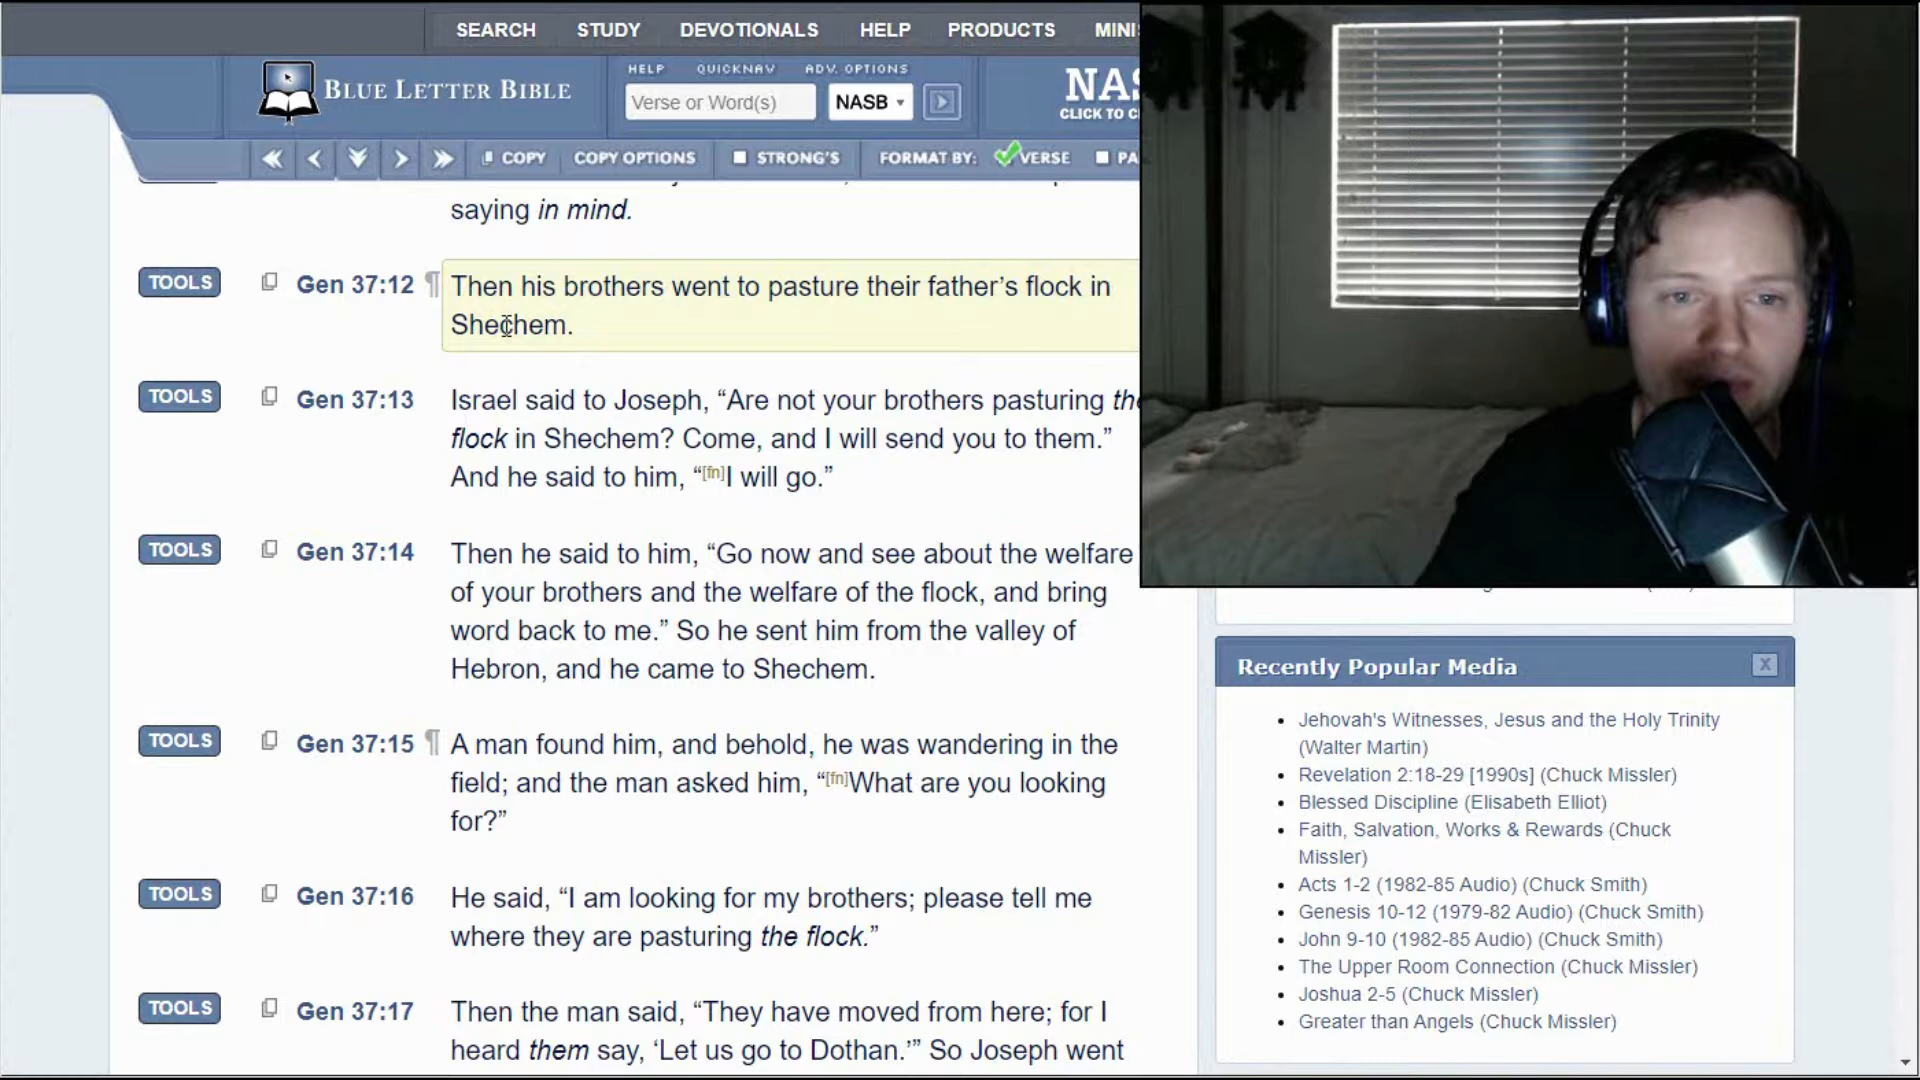 SEARCH STUDY DEVOTIONALS HELP PRODUCTS MINI
BLUE LETTER BIBLE
HELP QUICKNAV ADV. OPTIONS
Verse or Word(s) NASB
NAS
CLICK TO C
COPY COPY OPTIONS STRONG'S FORMAT BY: VERSE PA
saying in mind.
TOOLS Gen 37:12 ¶ Then his brothers went to pasture their father’s flock in
Shechem.
TOOLS Gen 37:13 Israel said to Joseph, “Are not your brothers pasturing the
flock in Shechem? Come, and I will send you to them.”
And he said to him, “[fn]I will go.”
TOOLS Gen 37:14 Then he said to him, “Go now and see about the welfare
of your brothers and the welfare of the flock, and bring
word back to me.” So he sent him from the valley of
Hebron, and he came to Shechem.
TOOLS Gen 37:15 ¶ A man found him, and behold, he was wandering in the
field; and the man asked him, “[fn]What are you looking
for?”
TOOLS Gen 37:16 He said, “I am looking for my brothers; please tell me
where they are pasturing the flock.”
TOOLS Gen 37:17 Then the man said, “They have moved from here; for I
heard them say, ‘Let us go to Dothan.’” So Joseph went
Recently Popular Media X
• Jehovah's Witnesses, Jesus and the Holy Trinity
(Walter Martin)
• Revelation 2:18-29 [1990s] (Chuck Missler)
• Blessed Discipline (Elisabeth Elliot)
• Faith, Salvation, Works & Rewards (Chuck
Missler)
• Acts 1-2 (1982-85 Audio) (Chuck Smith)
• Genesis 10-12 (1979-82 Audio) (Chuck Smith)
• John 9-10 (1982-85 Audio) (Chuck Smith)
• The Upper Room Connection (Chuck Missler)
• Joshua 2-5 (Chuck Missler)
• Greater than Angels (Chuck Missler)